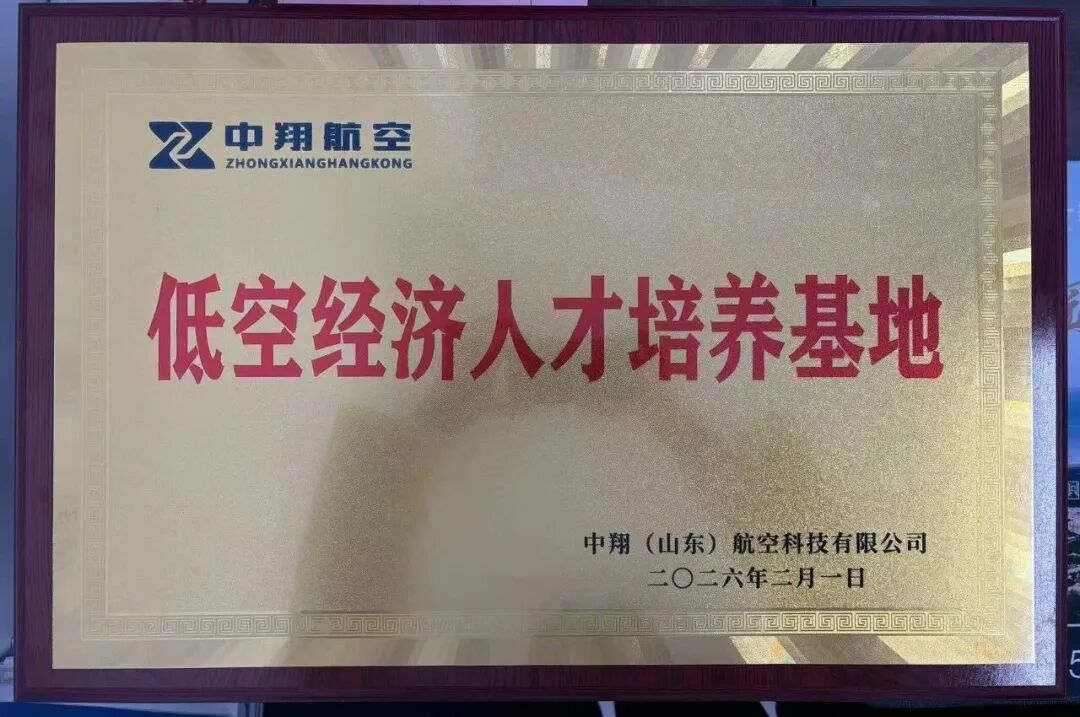 中翔航空
ZHONGXIANGHANGKONG
低空经济人才培养基地
中翔（山东）航空科技有限公司
二〇二六年二月一日
5